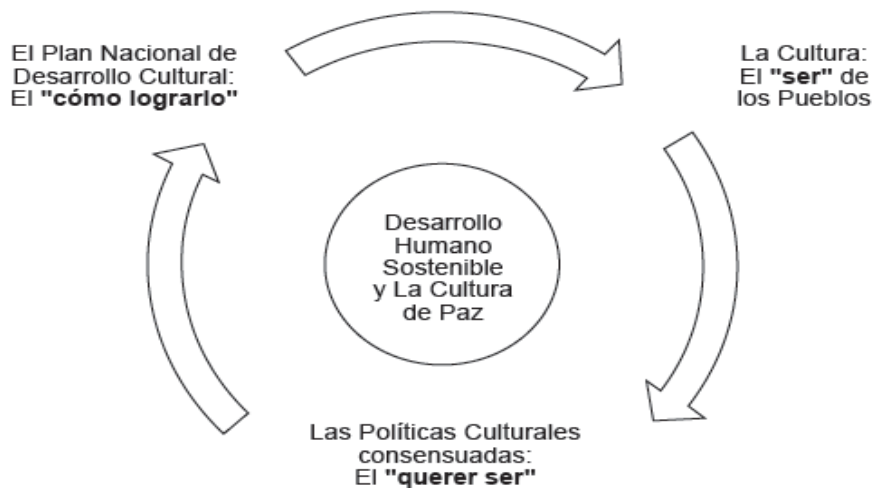 El Plan Nacional de
Desarrollo Cultural:
El "cómo lograrlo"
La Cultura:
El "ser" de
los Pueblos
Desarrollo
Humano
Sostenible
y La Cultura
de Paz
Las Políticas Culturales
consensuadas:
El "querer ser"